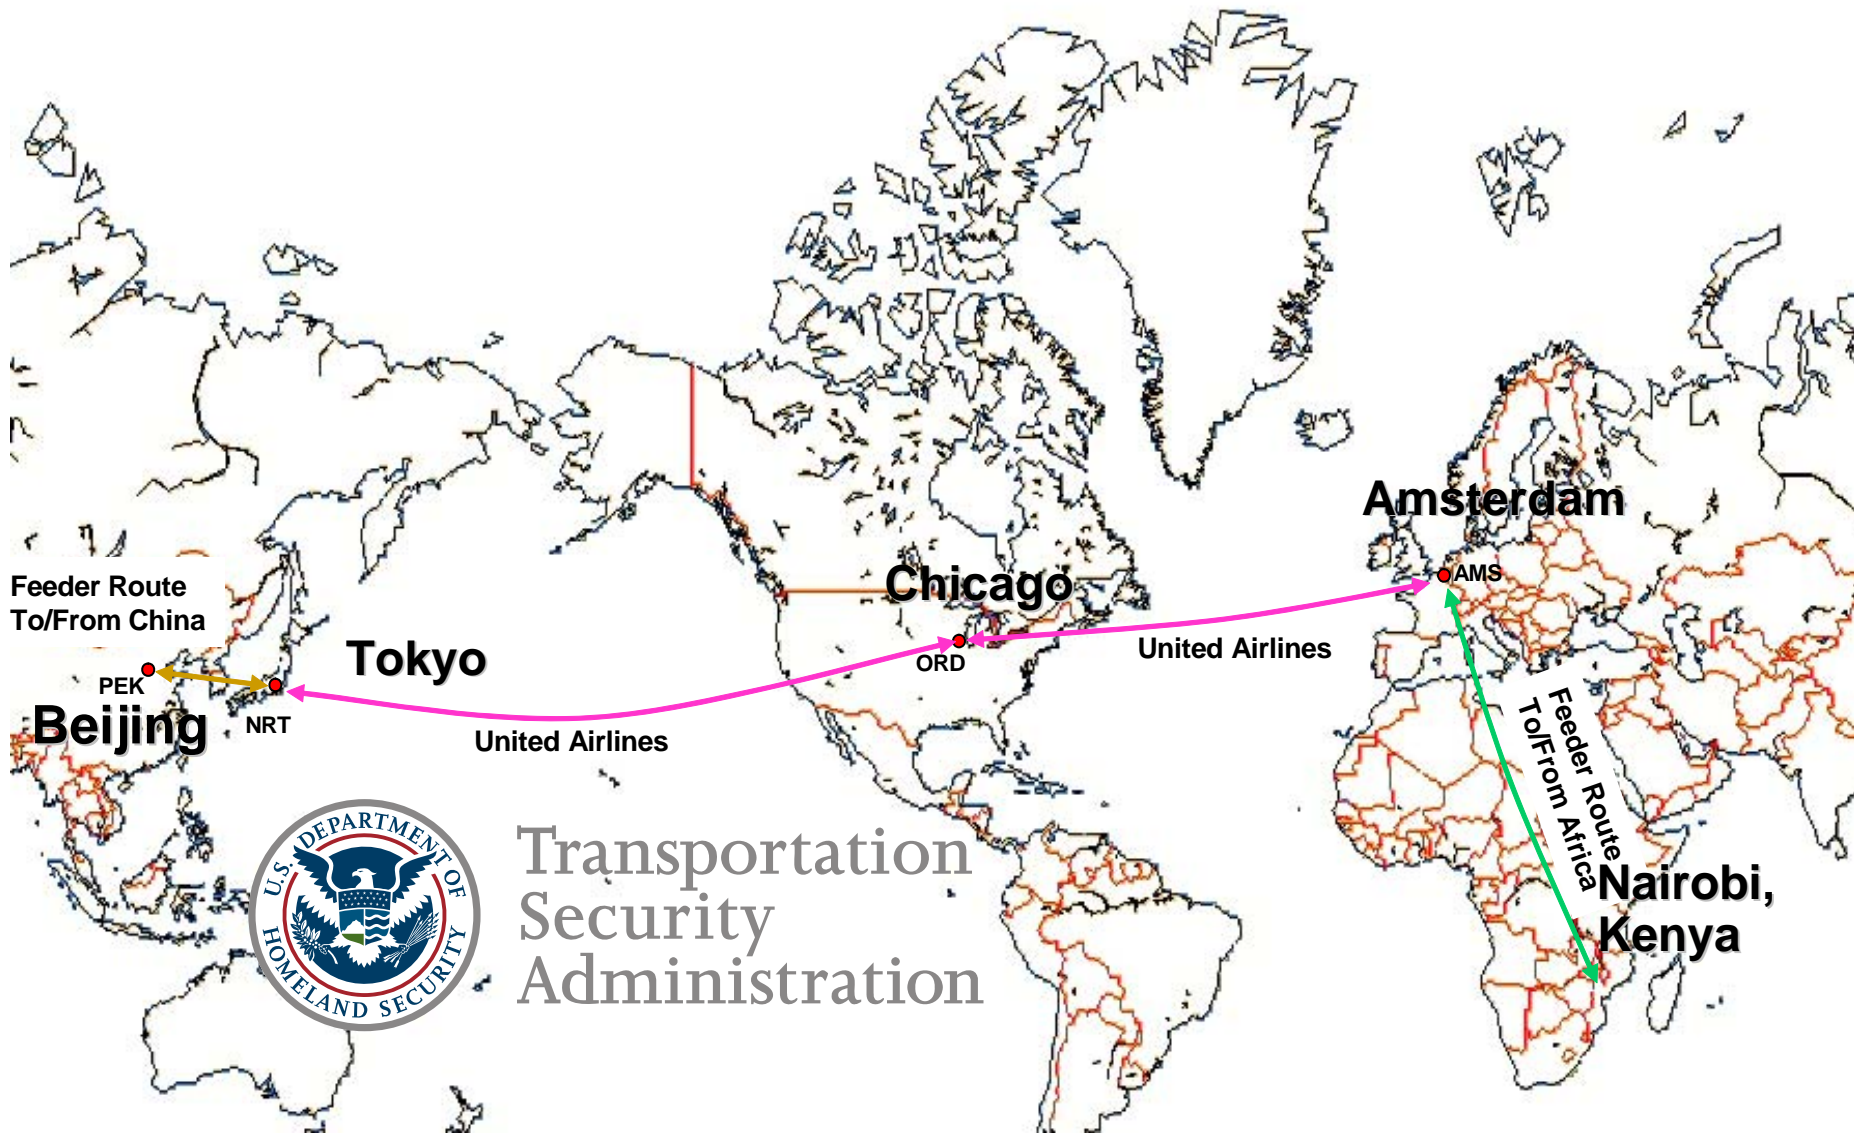 Amsterdam
AMS
Chicago
ORD
United Airlines
Feeder Route
To/From China
PEK
Beijing
Tokyo
NRT
United Airlines
Feeder Route
To/From Africa
Nairobi,
Kenya
U.S. DEPARTMENT OF
HOMELAND SECURITY
Transportation
Security
Administration